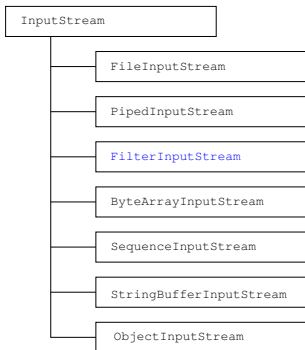 InputStream
FileInputStream
PipedInputStream
FilterInputStream
ByteArrayInputStream
SequenceInputStream
StringBufferInputStream
ObjectInputStream